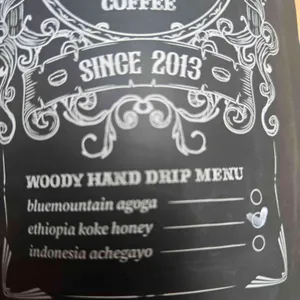 COFFEE
SINCE 2013
WOODY HAND DRIP MENU
bluemountain agoga
ethiopia koke honey
indonesia achegayo